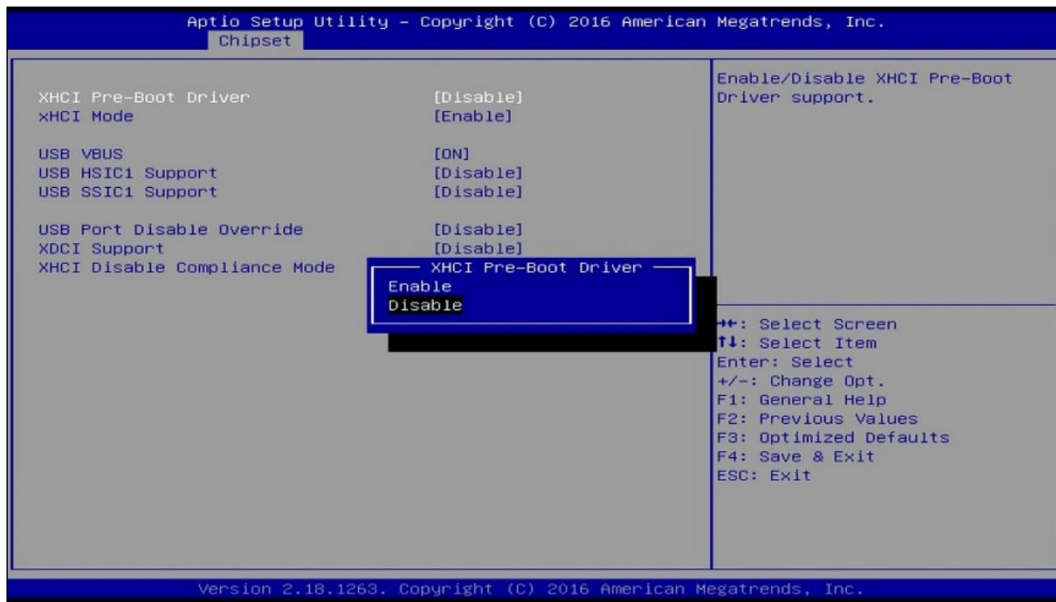 Aptio Setup Utility – Copyright (C) 2016 American Megatrends, Inc.
Chipset
XHCI Pre-Boot Driver [Disable]
xHCI Mode [Enable]
USB VBUS [ON]
USB HSIC1 Support [Disable]
USB SSIC1 Support [Disable]
USB Port Disable Override [Disable]
XDCI Support [Disable]
XHCI Disable Compliance Mode
XHCI Pre-Boot Driver
Enable
Disable
Enable/Disable XHCI Pre-Boot
Driver support.
→←: Select Screen
↑↓: Select Item
Enter: Select
+/-: Change Opt.
F1: General Help
F2: Previous Values
F3: Optimized Defaults
F4: Save & Exit
ESC: Exit
Version 2.18.1263. Copyright (C) 2016 American Megatrends, Inc.